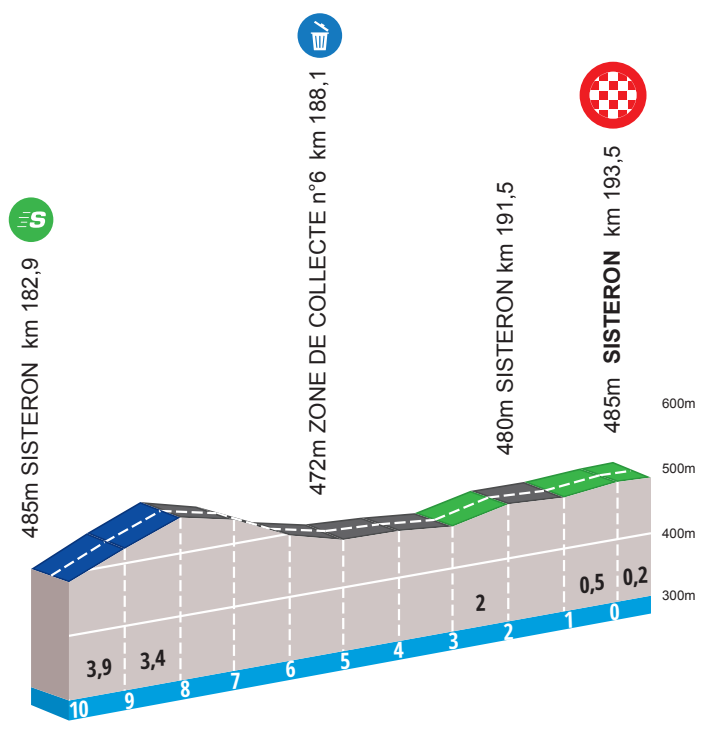 S
485m SISTERON km 182,9
472m ZONE DE COLLECTE n°6 km 188,1
480m SISTERON km 191,5
485m SISTERON km 193,5
600m
500m
400m
300m
3,9
3,4
2
0,5
0,2
10
9
8
7
6
5
4
3
2
1
0